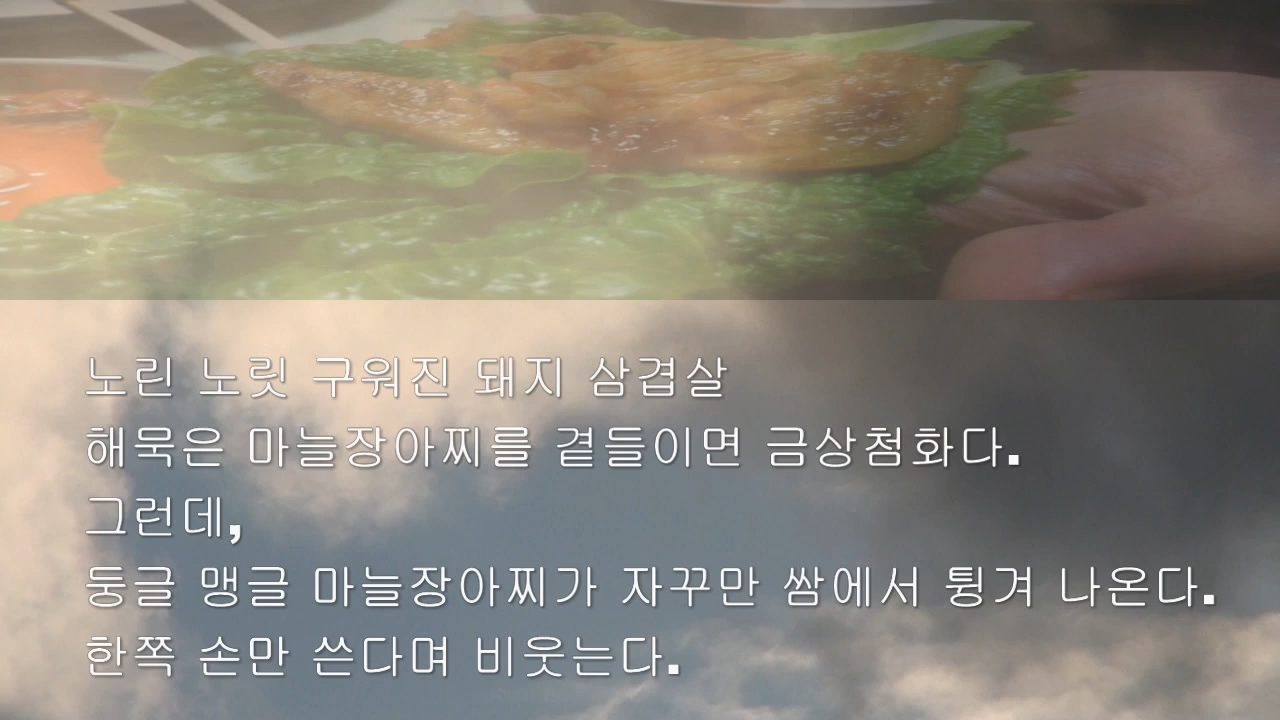 노린 노릿 구워진 돼지 삼겹살
해묵은 마늘장아찌를 곁들이면 금상첨화다.
그런데,
둥글 맹글 마늘장아찌가 자꾸만 쌈에서 튕겨 나온다.
한쪽 손만 쓴다며 비웃는다.